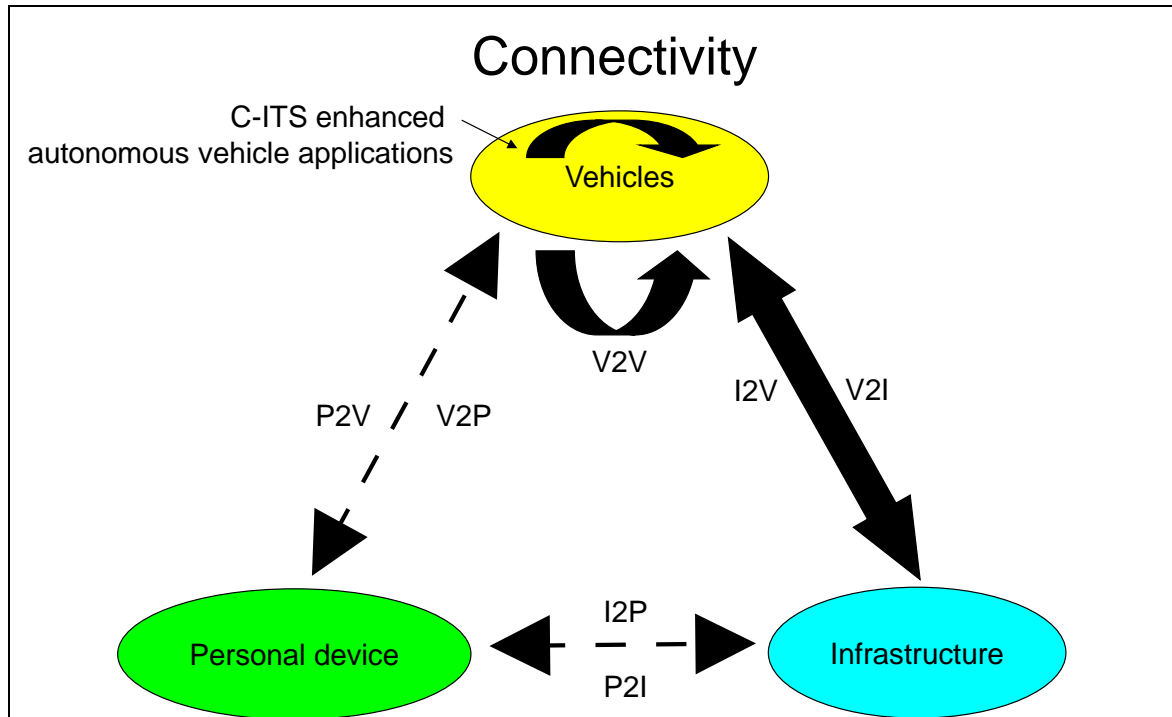 Connectivity
C-ITS enhanced
autonomous vehicle applications
Vehicles
V2V
I2V
V2I
P2V
V2P
I2P
Personal device
Infrastructure
P2I